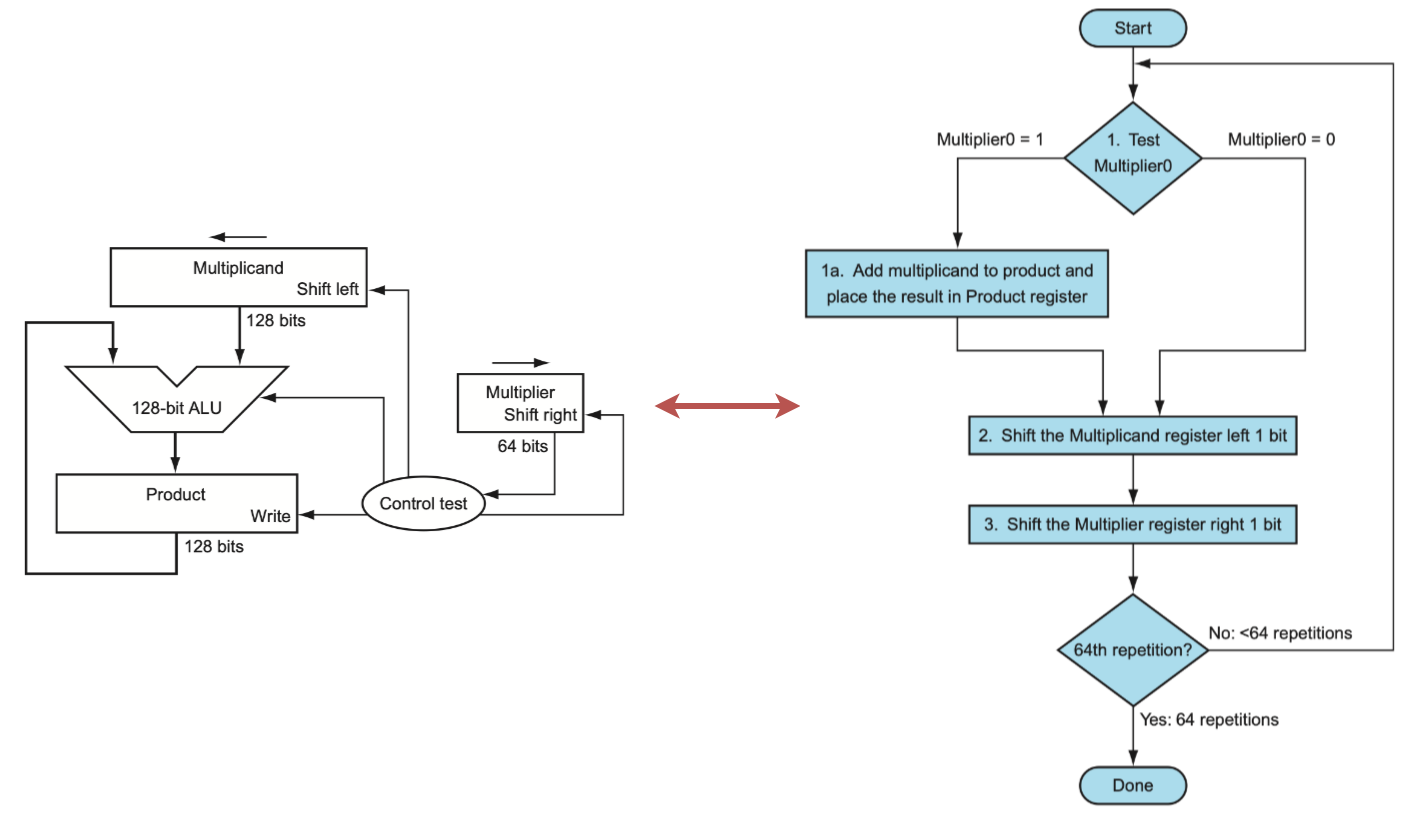 Multiplicand
Shift left
128 bits
128-bit ALU
Product
Write
128 bits
Multiplier
Shift right
64 bits
Control test
Start
1. Test
Multiplier0
Multiplier0 = 1
Multiplier0 = 0
1a. Add multiplicand to product and
place the result in Product register
2. Shift the Multiplicand register left 1 bit
3. Shift the Multiplier register right 1 bit
64th repetition?
No: <64 repetitions
Yes: 64 repetitions
Done